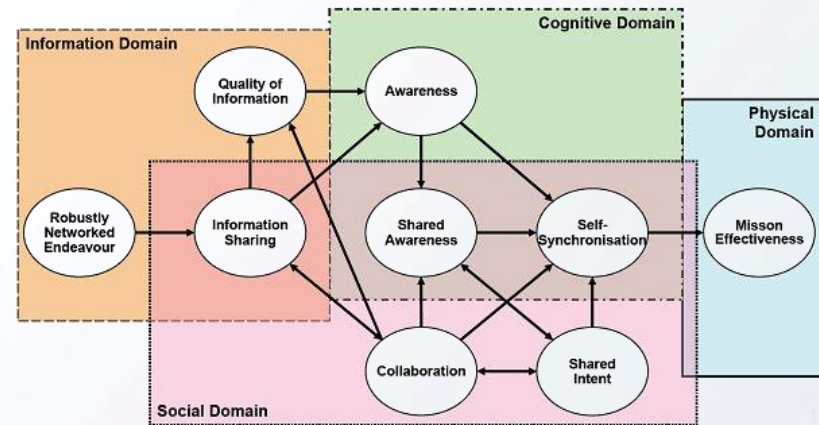 Information Domain
Cognitive Domain
Physical
Domain
Quality of
Information
Awareness
Robustly
Networked
Endeavour
Information
Sharing
Shared
Awareness
Self-
Synchronisation
Misson
Effectiveness
Collaboration
Shared
Intent
Social Domain